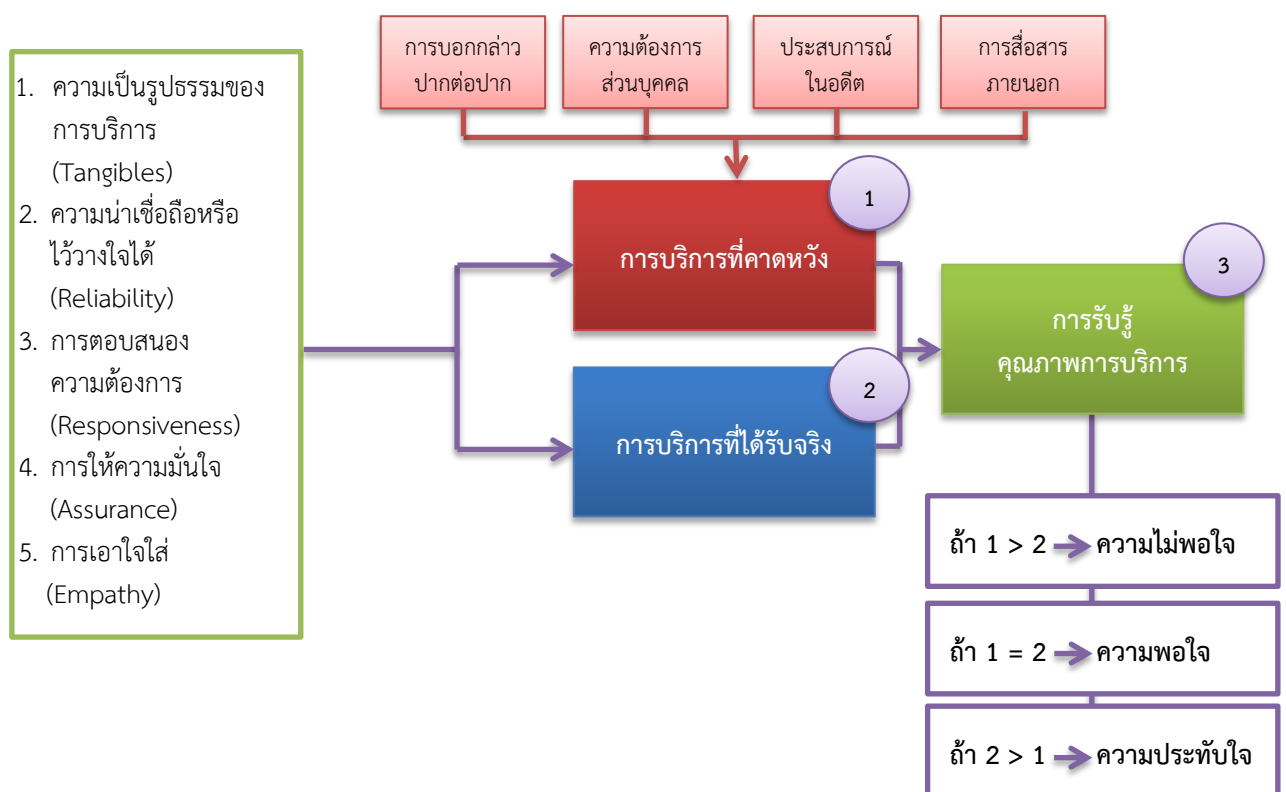 การบอกกล่าว
ปากต่อปาก
ความต้องการ
ส่วนบุคคล
ประสบการณ์
ในอดีต
การสื่อสาร
ภายนอก
1. ความเป็นรูปธรรมของ
การบริการ
(Tangibles)
2. ความน่าเชื่อถือหรือ
ไว้วางใจได้
(Reliability)
3. การตอบสนอง
ความต้องการ
(Responsiveness)
4. การให้ความมั่นใจ
(Assurance)
5. การเอาใจใส่
(Empathy)
1
การบริการที่คาดหวัง
2
การบริการที่ได้รับจริง
3
การรับรู้
คุณภาพการบริการ
ถ้า 1 > 2 ความไม่พอใจ
ถ้า 1 = 2 ความพอใจ
ถ้า 2 > 1 ความประทับใจ